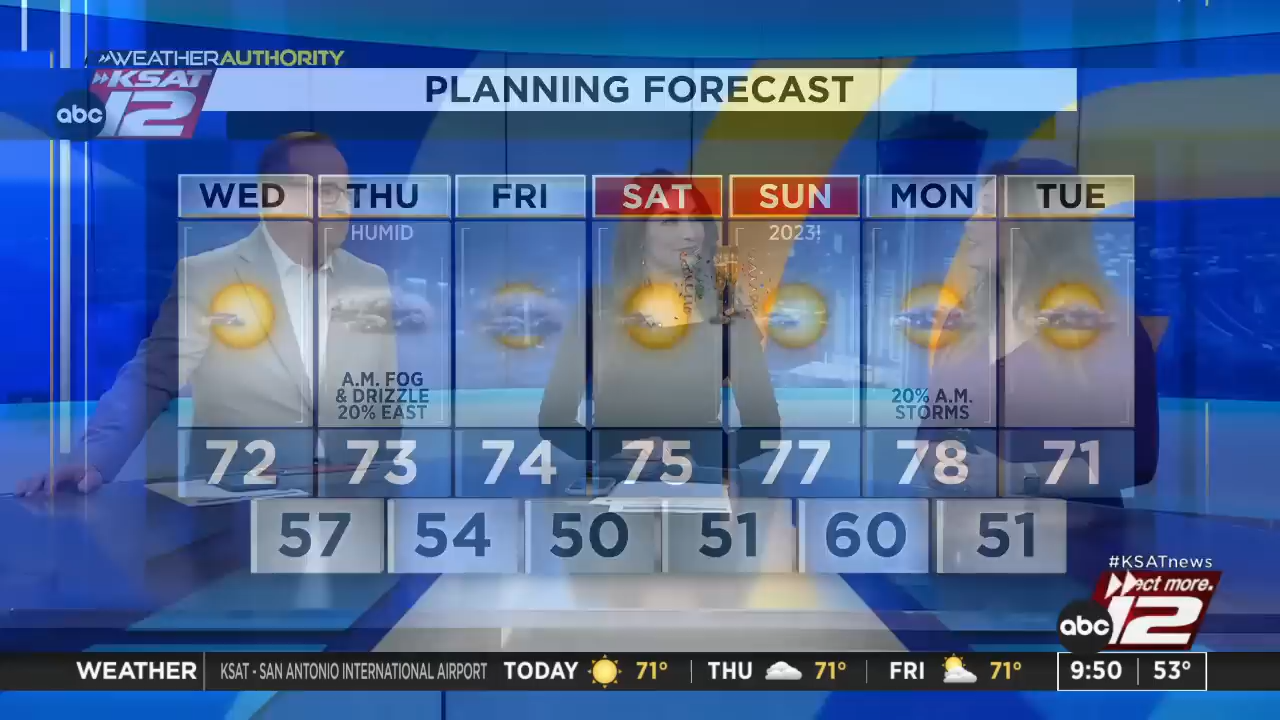 WEATHERAUTHORITY
KSAT
abc 12
PLANNING FORECAST
WED THU FRI SAT SUN MON TUE
HUMID 2023!
A.M. FOG
& DRIZZLE
20% EAST
20% A.M.
STORMS
72 73 74 75 77 78 71
57 54 50 51 60 51
#KSATnews
ect more.
abc 12
WEATHER KSAT - SAN ANTONIO INTERNATIONAL AIRPORT TODAY 71° THU 71° FRI 71° 9:50 53°